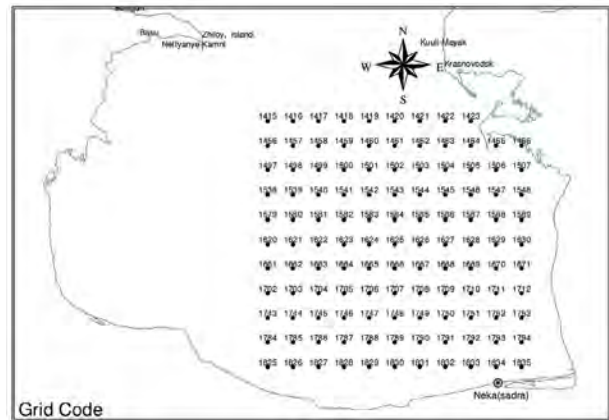 Zhiloy, island
Baku
Neftyanye Kamni
N
Kuuli-Mayak
W E Krasnovodsk
S
1415 1416 1417 1418 1419 1420 1421 1422 1423
1456 1457 1458 1459 1460 1461 1462 1463 1464 1465 1466
1497 1498 1499 1500 1501 1502 1503 1504 1505 1506 1507
1538 1539 1540 1541 1542 1543 1544 1545 1546 1547 1548
1579 1580 1581 1582 1583 1584 1585 1586 1587 1588 1589
1620 1621 1622 1623 1624 1625 1626 1627 1628 1629 1630
1661 1662 1663 1664 1665 1666 1667 1668 1669 1670 1671
1702 1703 1704 1705 1706 1707 1708 1709 1710 1711 1712
1743 1744 1745 1746 1747 1748 1749 1750 1751 1752 1753
1784 1785 1786 1787 1788 1789 1790 1791 1792 1793 1794
1825 1826 1827 1828 1829 1830 1831 1832 1833 1834 1835
Neka(sadra)
Grid Code